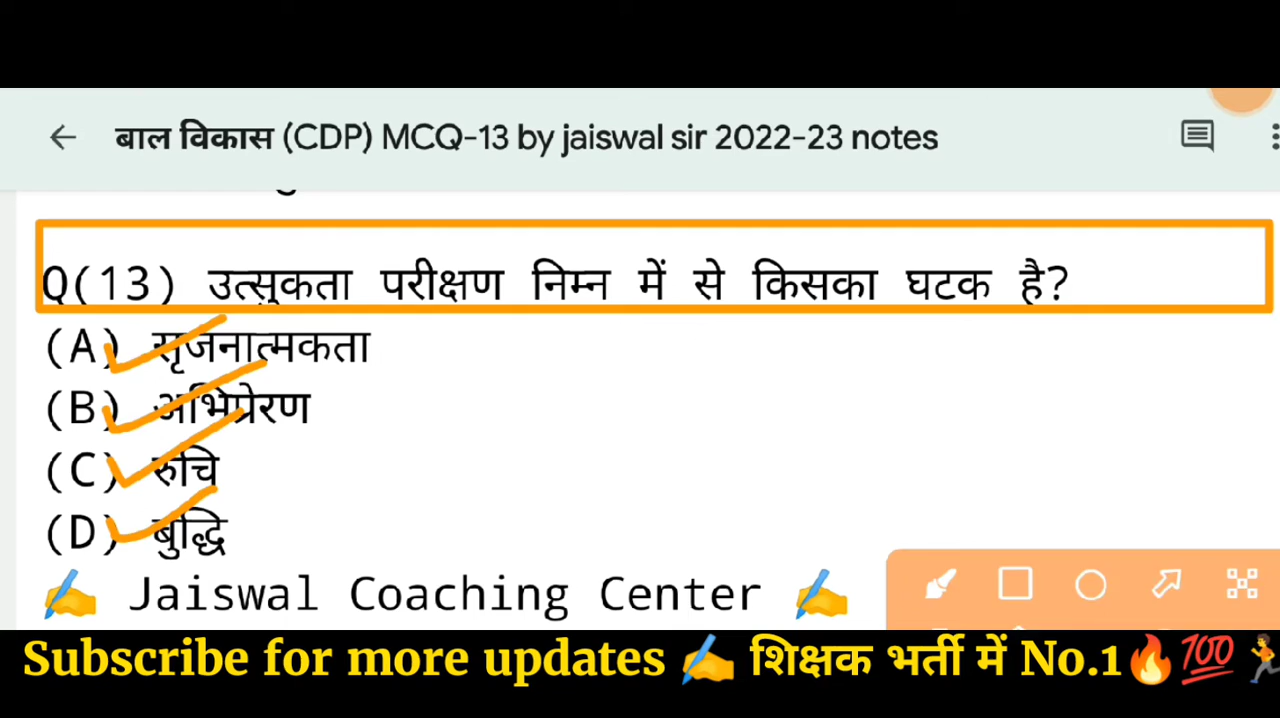 बाल विकास (CDP) MCQ-13 by jaiswal sir 2022-23 notes
Q(13) उत्सुकता परीक्षण निम्न में से किसका घटक है?
(A) सृजनात्मकता
(B) अभिप्रेरण
(C) रुचि
(D) बुद्धि
✍ Jaiswal Coaching Center ✍
Subscribe for more updates ✍ शिक्षक भर्ती में No.1🔥💯🏃